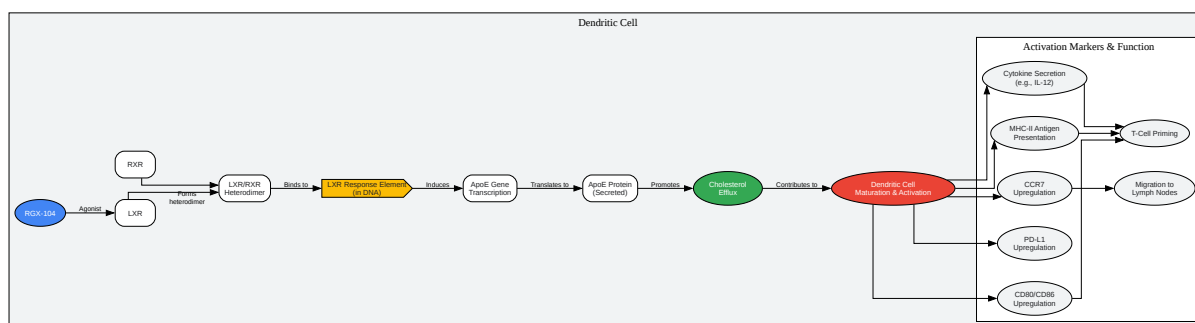 Dendritic Cell
Activation Markers & Function
Cytokine Secretion
(e.g., IL-12)
MHC-II Antigen
Presentation
T-Cell Priming
RXR
LXR/RXR
Heterodimer
Binds to
LXR Response Element
(in DNA)
Induces
ApoE Gene
Transcription
Translates to
ApoE Protein
(Secreted)
Promotes
Cholesterol
Efflux
Contributes to
Dendritic Cell
Maturation & Activation
CCR7
Upregulation
Migration to
Lymph Nodes
Forms
heterodimer
RGX-104
Agonist
LXR
PD-L1
Upregulation
CD80/CD86
Upregulation